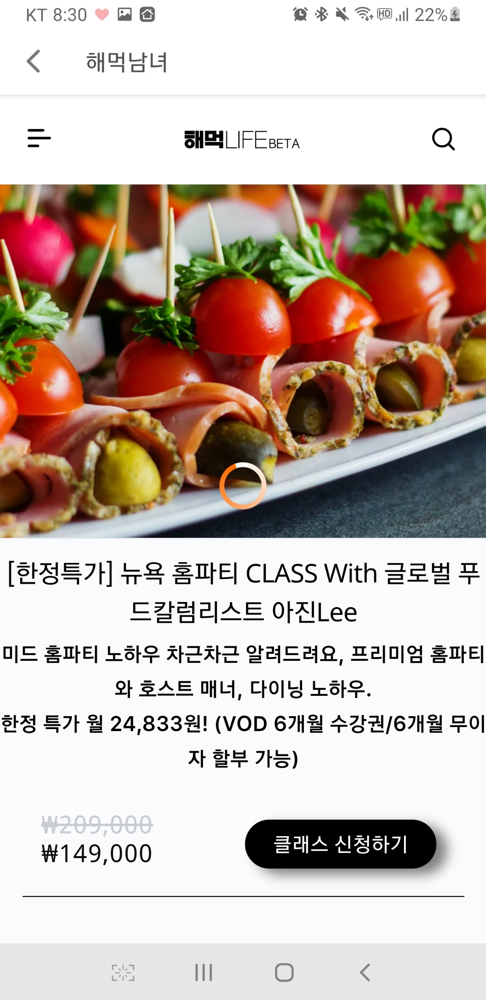 KT 8:30
HD 22%
해먹남녀
해먹LIFE BETA
[한정특가] 뉴욕 홈파티 CLASS With 글로벌 푸
드칼럼리스트 아진Lee
미드 홈파티 노하우 차근차근 알려드려요, 프리미엄 홈파티
와 호스트 매너, 다이닝 노하우.
한정 특가 월 24,833원! (VOD 6개월 수강권/6개월 무이
자 할부 가능)
₩209,000
₩149,000
클래스 신청하기